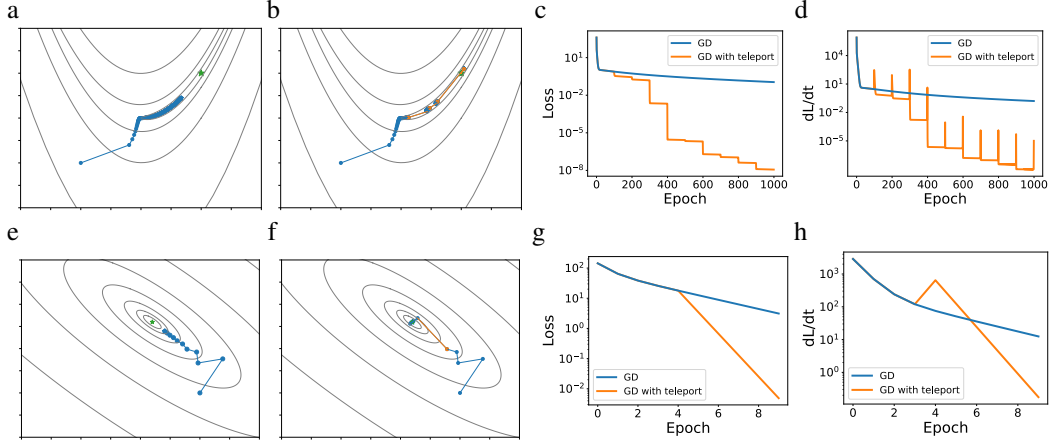 a
b
c
d
GD
GD with teleport
Loss
10^1
10^-2
10^-5
10^-8
0 200 400 600 800 1000
Epoch
GD
GD with teleport
dL/dt
10^5
10^2
10^-1
10^-4
0 200 400 600 800 1000
Epoch
e
f
g
h
Loss
10^2
10^1
10^0
10^-1
10^-2
GD
GD with teleport
0 2 4 6 8
Epoch
dL/dt
10^3
10^2
10^1
10^0
GD
GD with teleport
0 2 4 6 8
Epoch